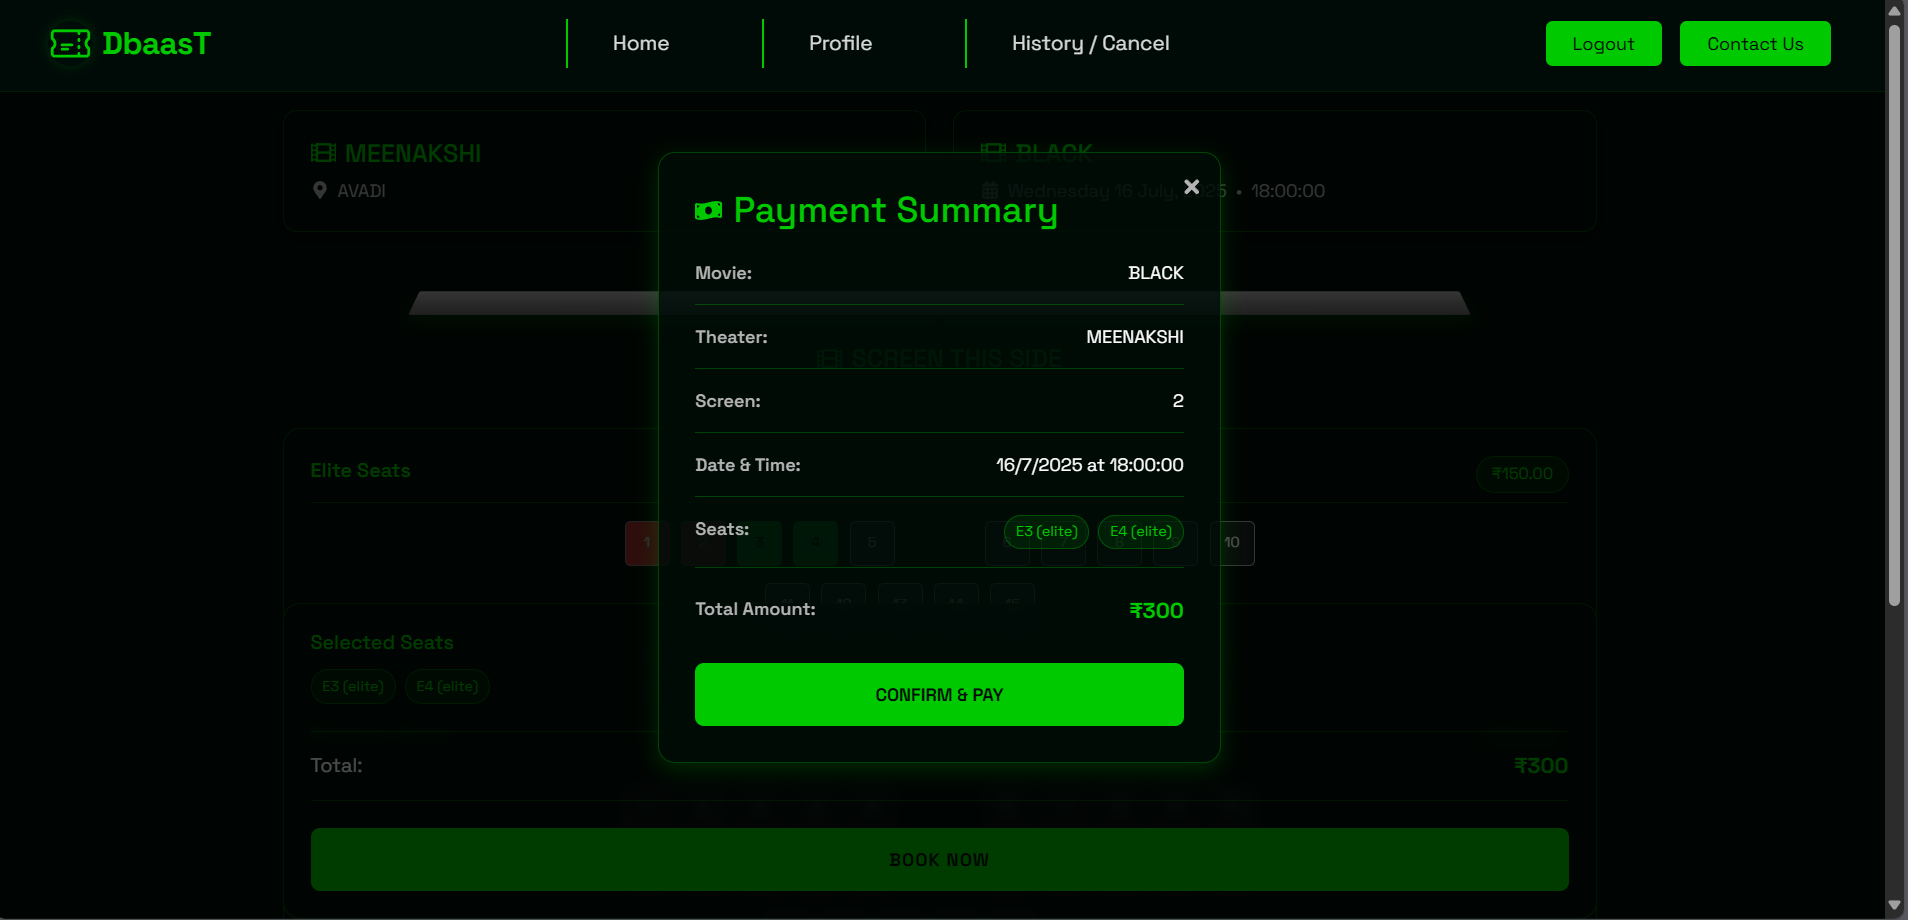 DbaasT
Home
Profile
History / Cancel
Logout
Contact Us
MEENAKSHI
AVADI
BLACK
Wednesday 16 July, 2025 • 18:00:00
Payment Summary
Movie: BLACK
Theater: MEENAKSHI
SCREEN THIS SIDE
Screen: 2
Date & Time: 16/7/2025 at 18:00:00
Elite Seats
₹150.00
Seats: E3 (elite) E4 (elite)
1
3 4 5
10
Total Amount: ₹300
CONFIRM & PAY
Selected Seats
E3 (elite) E4 (elite)
Total: ₹300
BOOK NOW